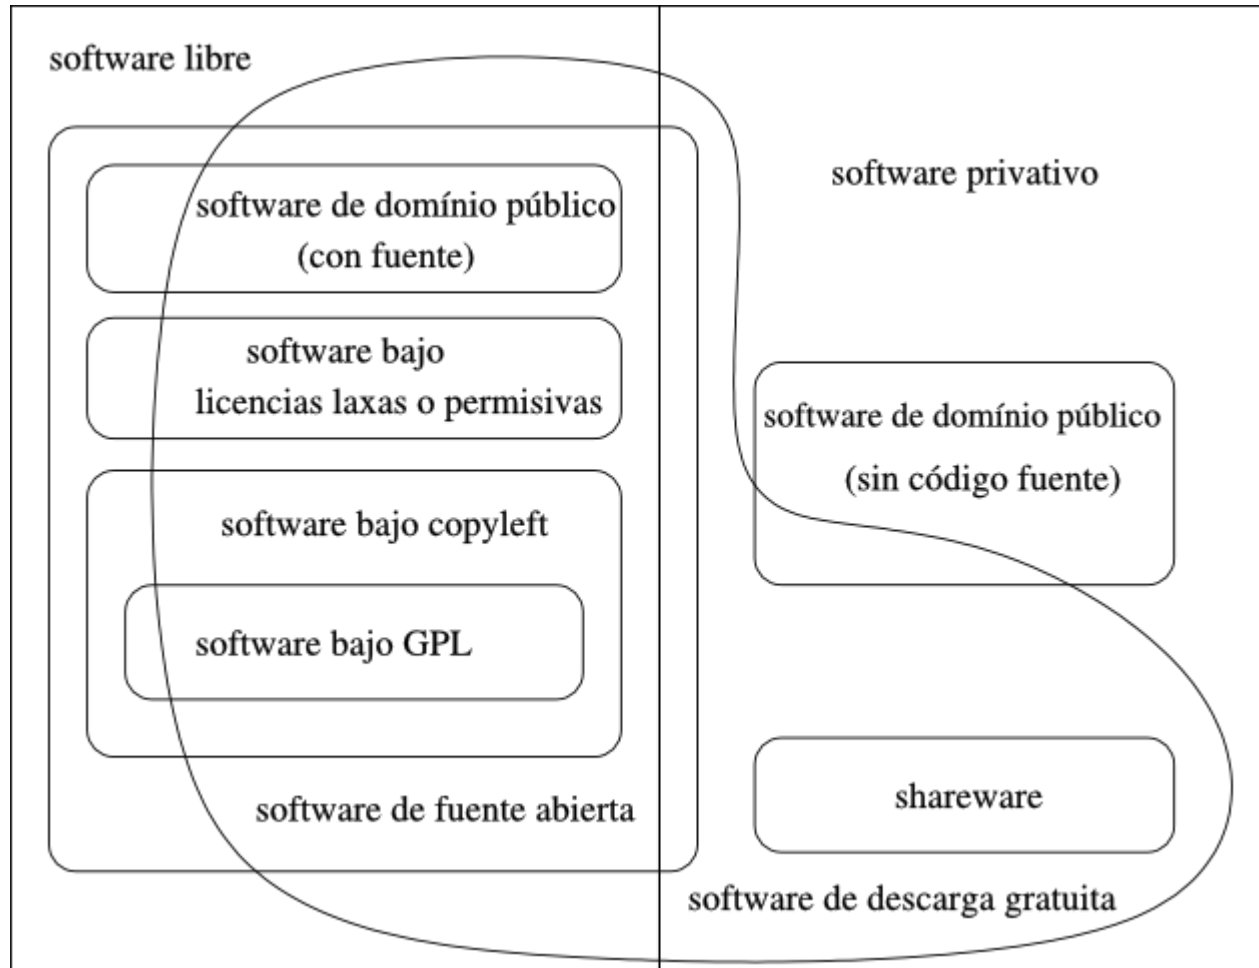 software libre
software privativo
software de domínio público
(con fuente)
software bajo
licencias laxas o permisivas
software de domínio público
(sin código fuente)
software bajo copyleft
software bajo GPL
shareware
software de fuente abierta
software de descarga gratuita